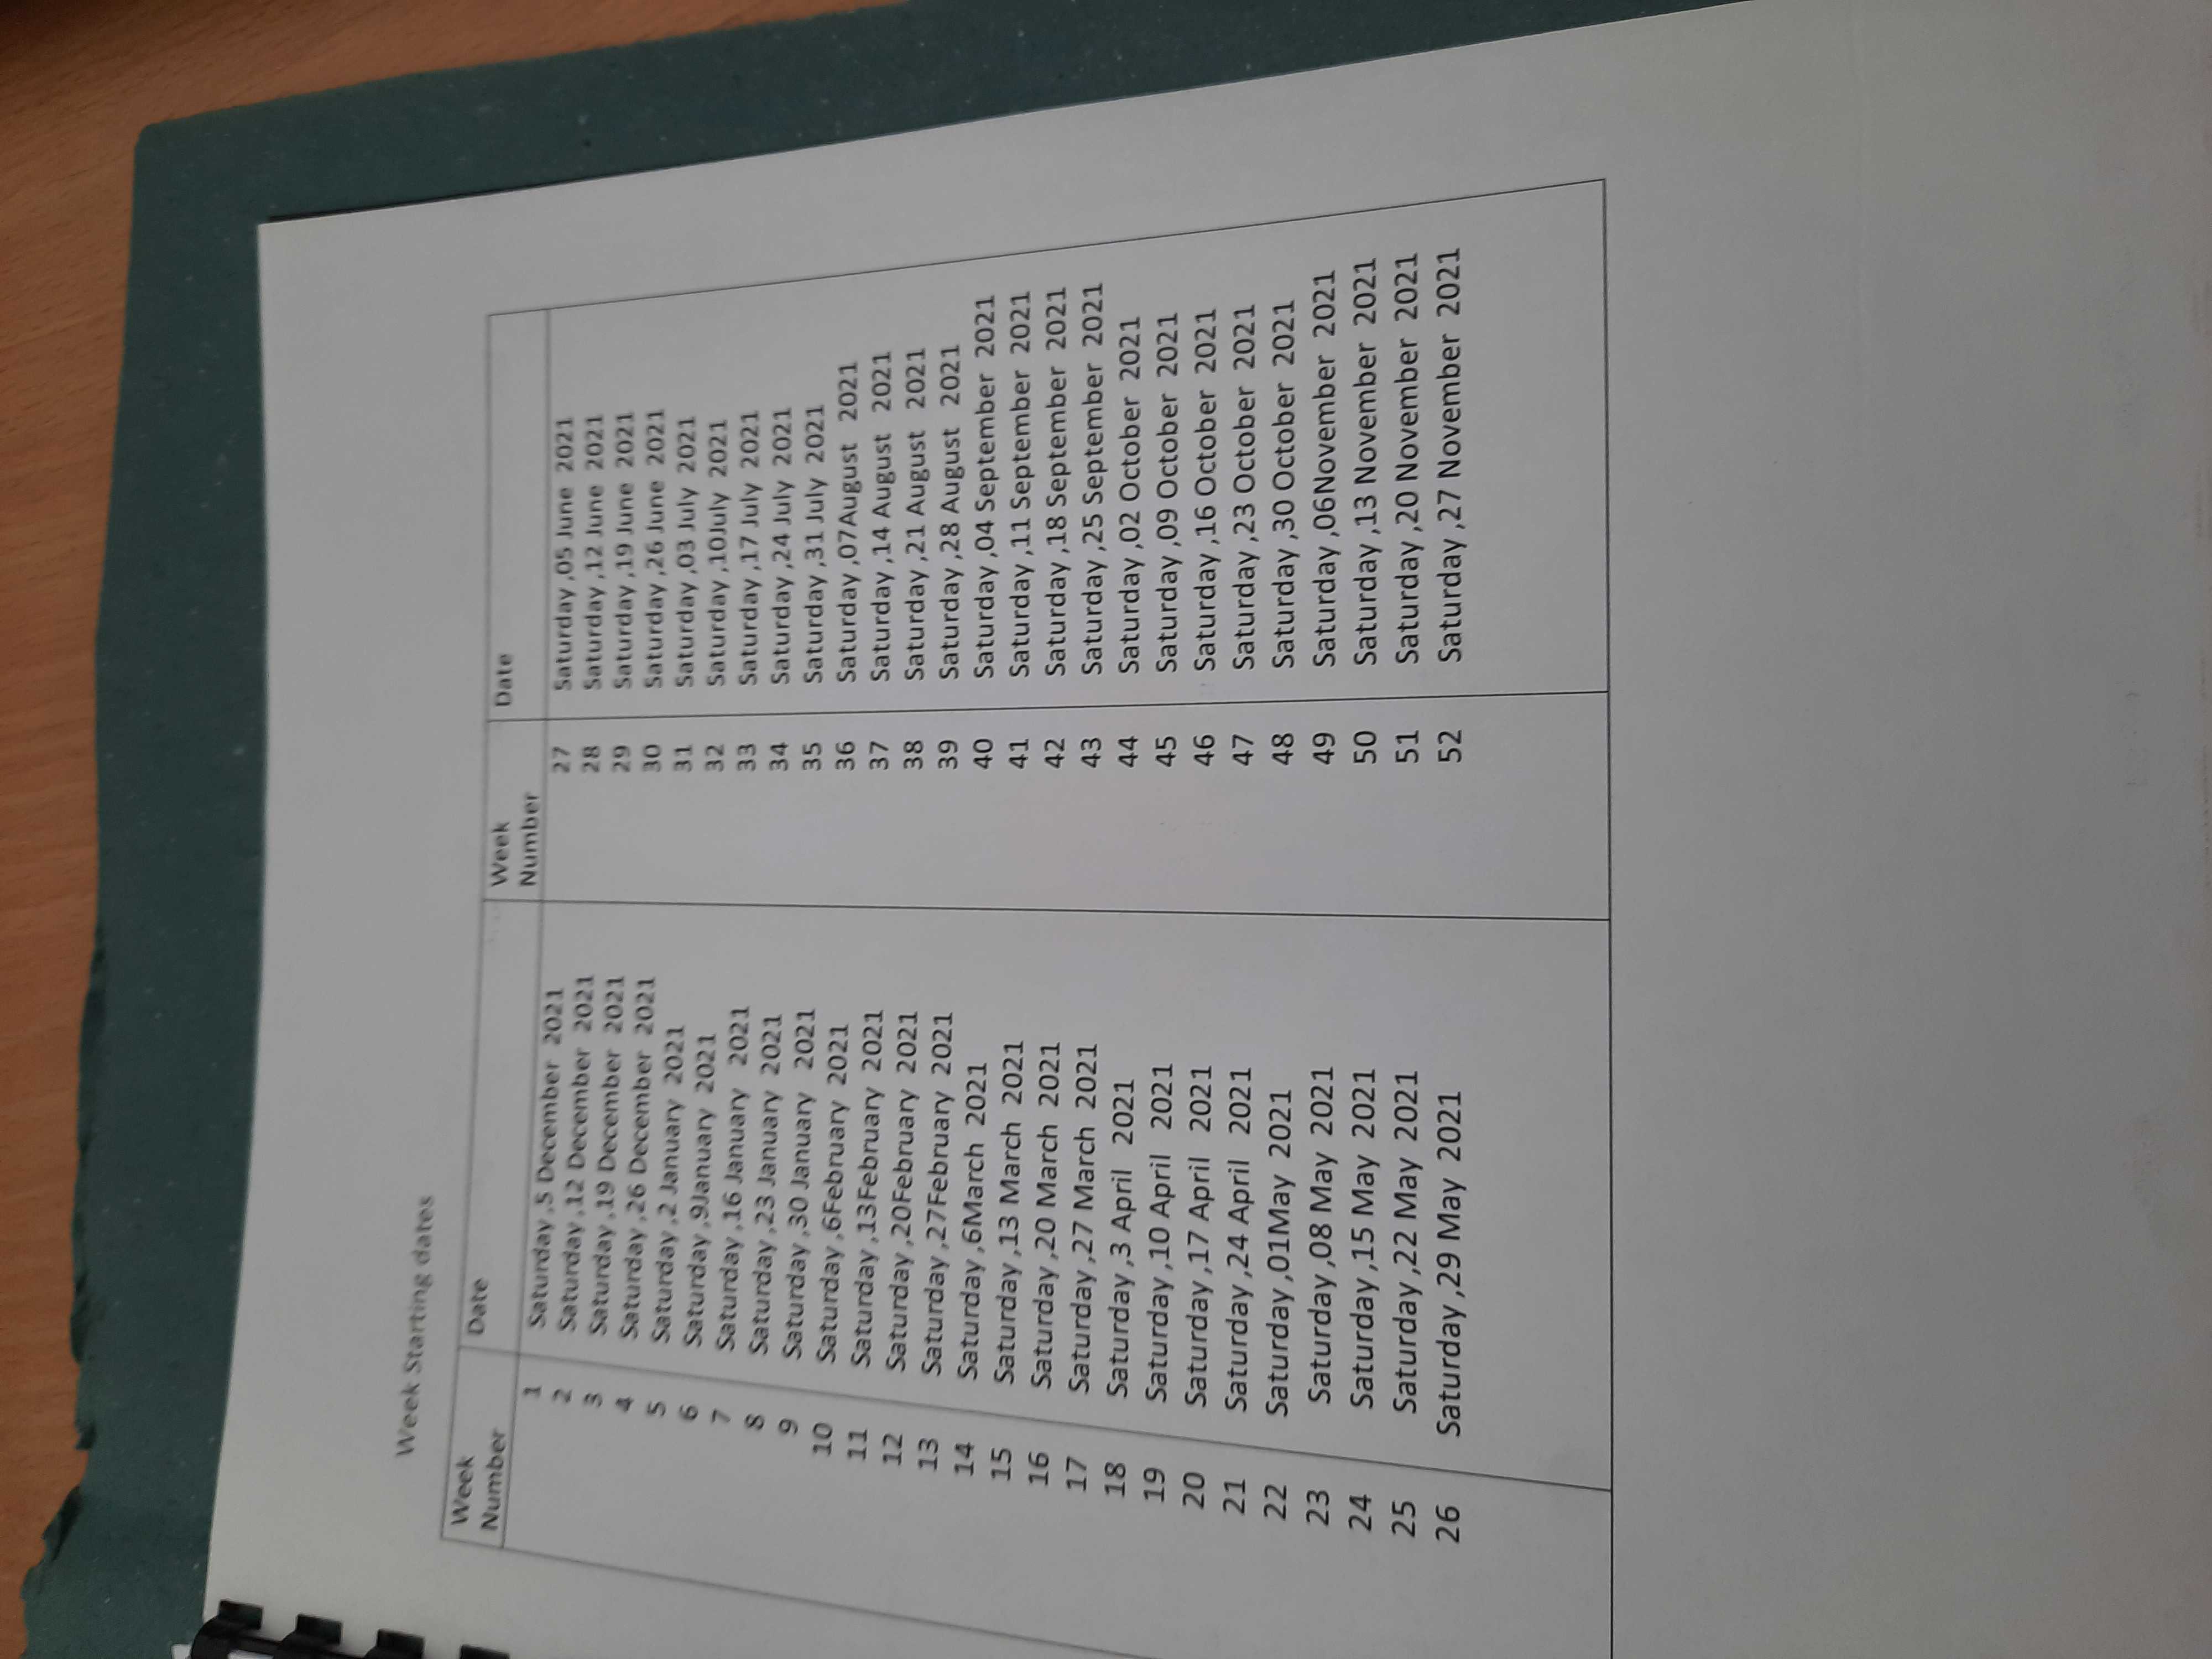 Week Starting dates
Week Number Date Week Number Date
1 Saturday ,5 December 2021 27 Saturday ,05 June 2021
2 Saturday ,12 December 2021 28 Saturday ,12 June 2021
3 Saturday ,19 December 2021 29 Saturday ,19 June 2021
4 Saturday ,26 December 2021 30 Saturday ,26 June 2021
5 Saturday ,2 January 2021 31 Saturday ,03 July 2021
6 Saturday ,9January 2021 32 Saturday ,10July 2021
7 Saturday ,16 January 2021 33 Saturday ,17 July 2021
8 Saturday ,23 January 2021 34 Saturday ,24 July 2021
9 Saturday ,30 January 2021 35 Saturday ,31 July 2021
10 Saturday ,6February 2021 36 Saturday ,07August 2021
11 Saturday ,13February 2021 37 Saturday ,14 August 2021
12 Saturday ,20February 2021 38 Saturday ,21 August 2021
13 Saturday ,27February 2021 39 Saturday ,28 August 2021
14 Saturday ,6March 2021 40 Saturday ,04 September 2021
15 Saturday ,13 March 2021 41 Saturday ,11 September 2021
16 Saturday ,20 March 2021 42 Saturday ,18 September 2021
17 Saturday ,27 March 2021 43 Saturday ,25 September 2021
18 Saturday ,3 April 2021 44 Saturday ,02 October 2021
19 Saturday ,10 April 2021 45 Saturday ,09 October 2021
20 Saturday ,17 April 2021 46 Saturday ,16 October 2021
21 Saturday ,24 April 2021 47 Saturday ,23 October 2021
22 Saturday ,01May 2021 48 Saturday ,30 October 2021
23 Saturday ,08 May 2021 49 Saturday ,06November 2021
24 Saturday ,15 May 2021 50 Saturday ,13 November 2021
25 Saturday ,22 May 2021 51 Saturday ,20 November 2021
26 Saturday ,29 May 2021 52 Saturday ,27 November 2021